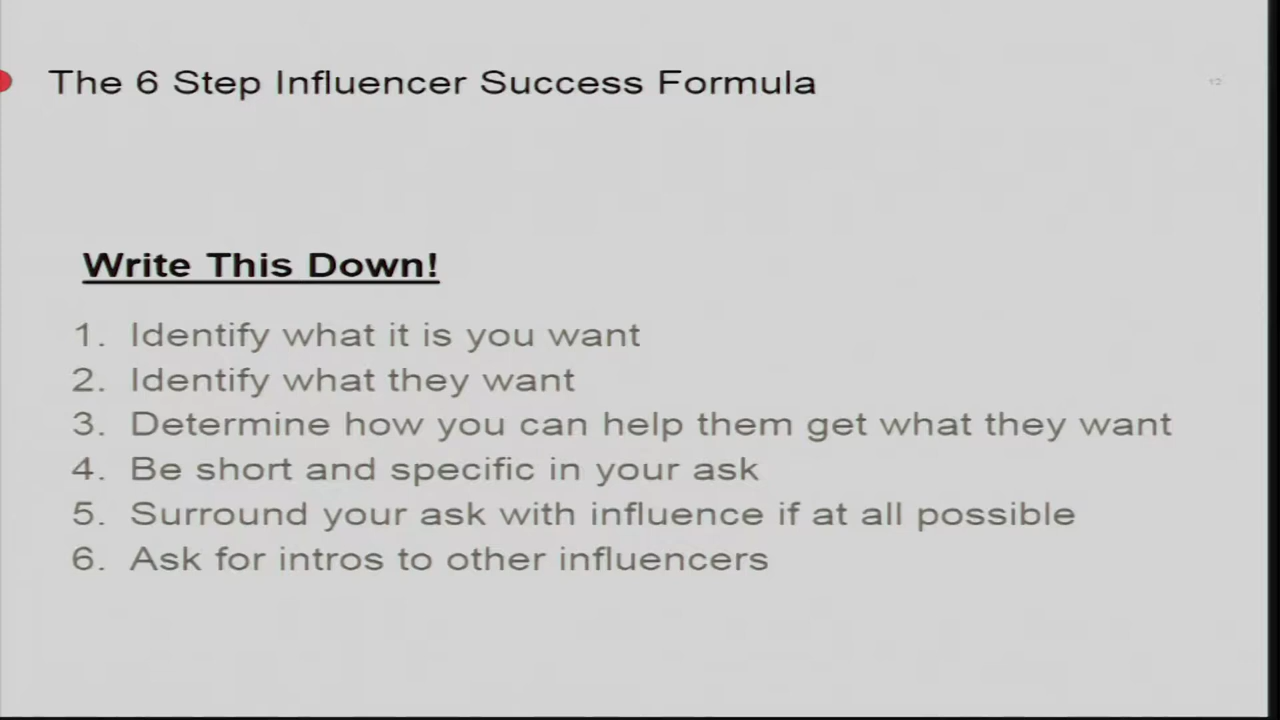 The 6 Step Influencer Success Formula
12
Write This Down!
1. Identify what it is you want
2. Identify what they want
3. Determine how you can help them get what they want
4. Be short and specific in your ask
5. Surround your ask with influence if at all possible
6. Ask for intros to other influencers